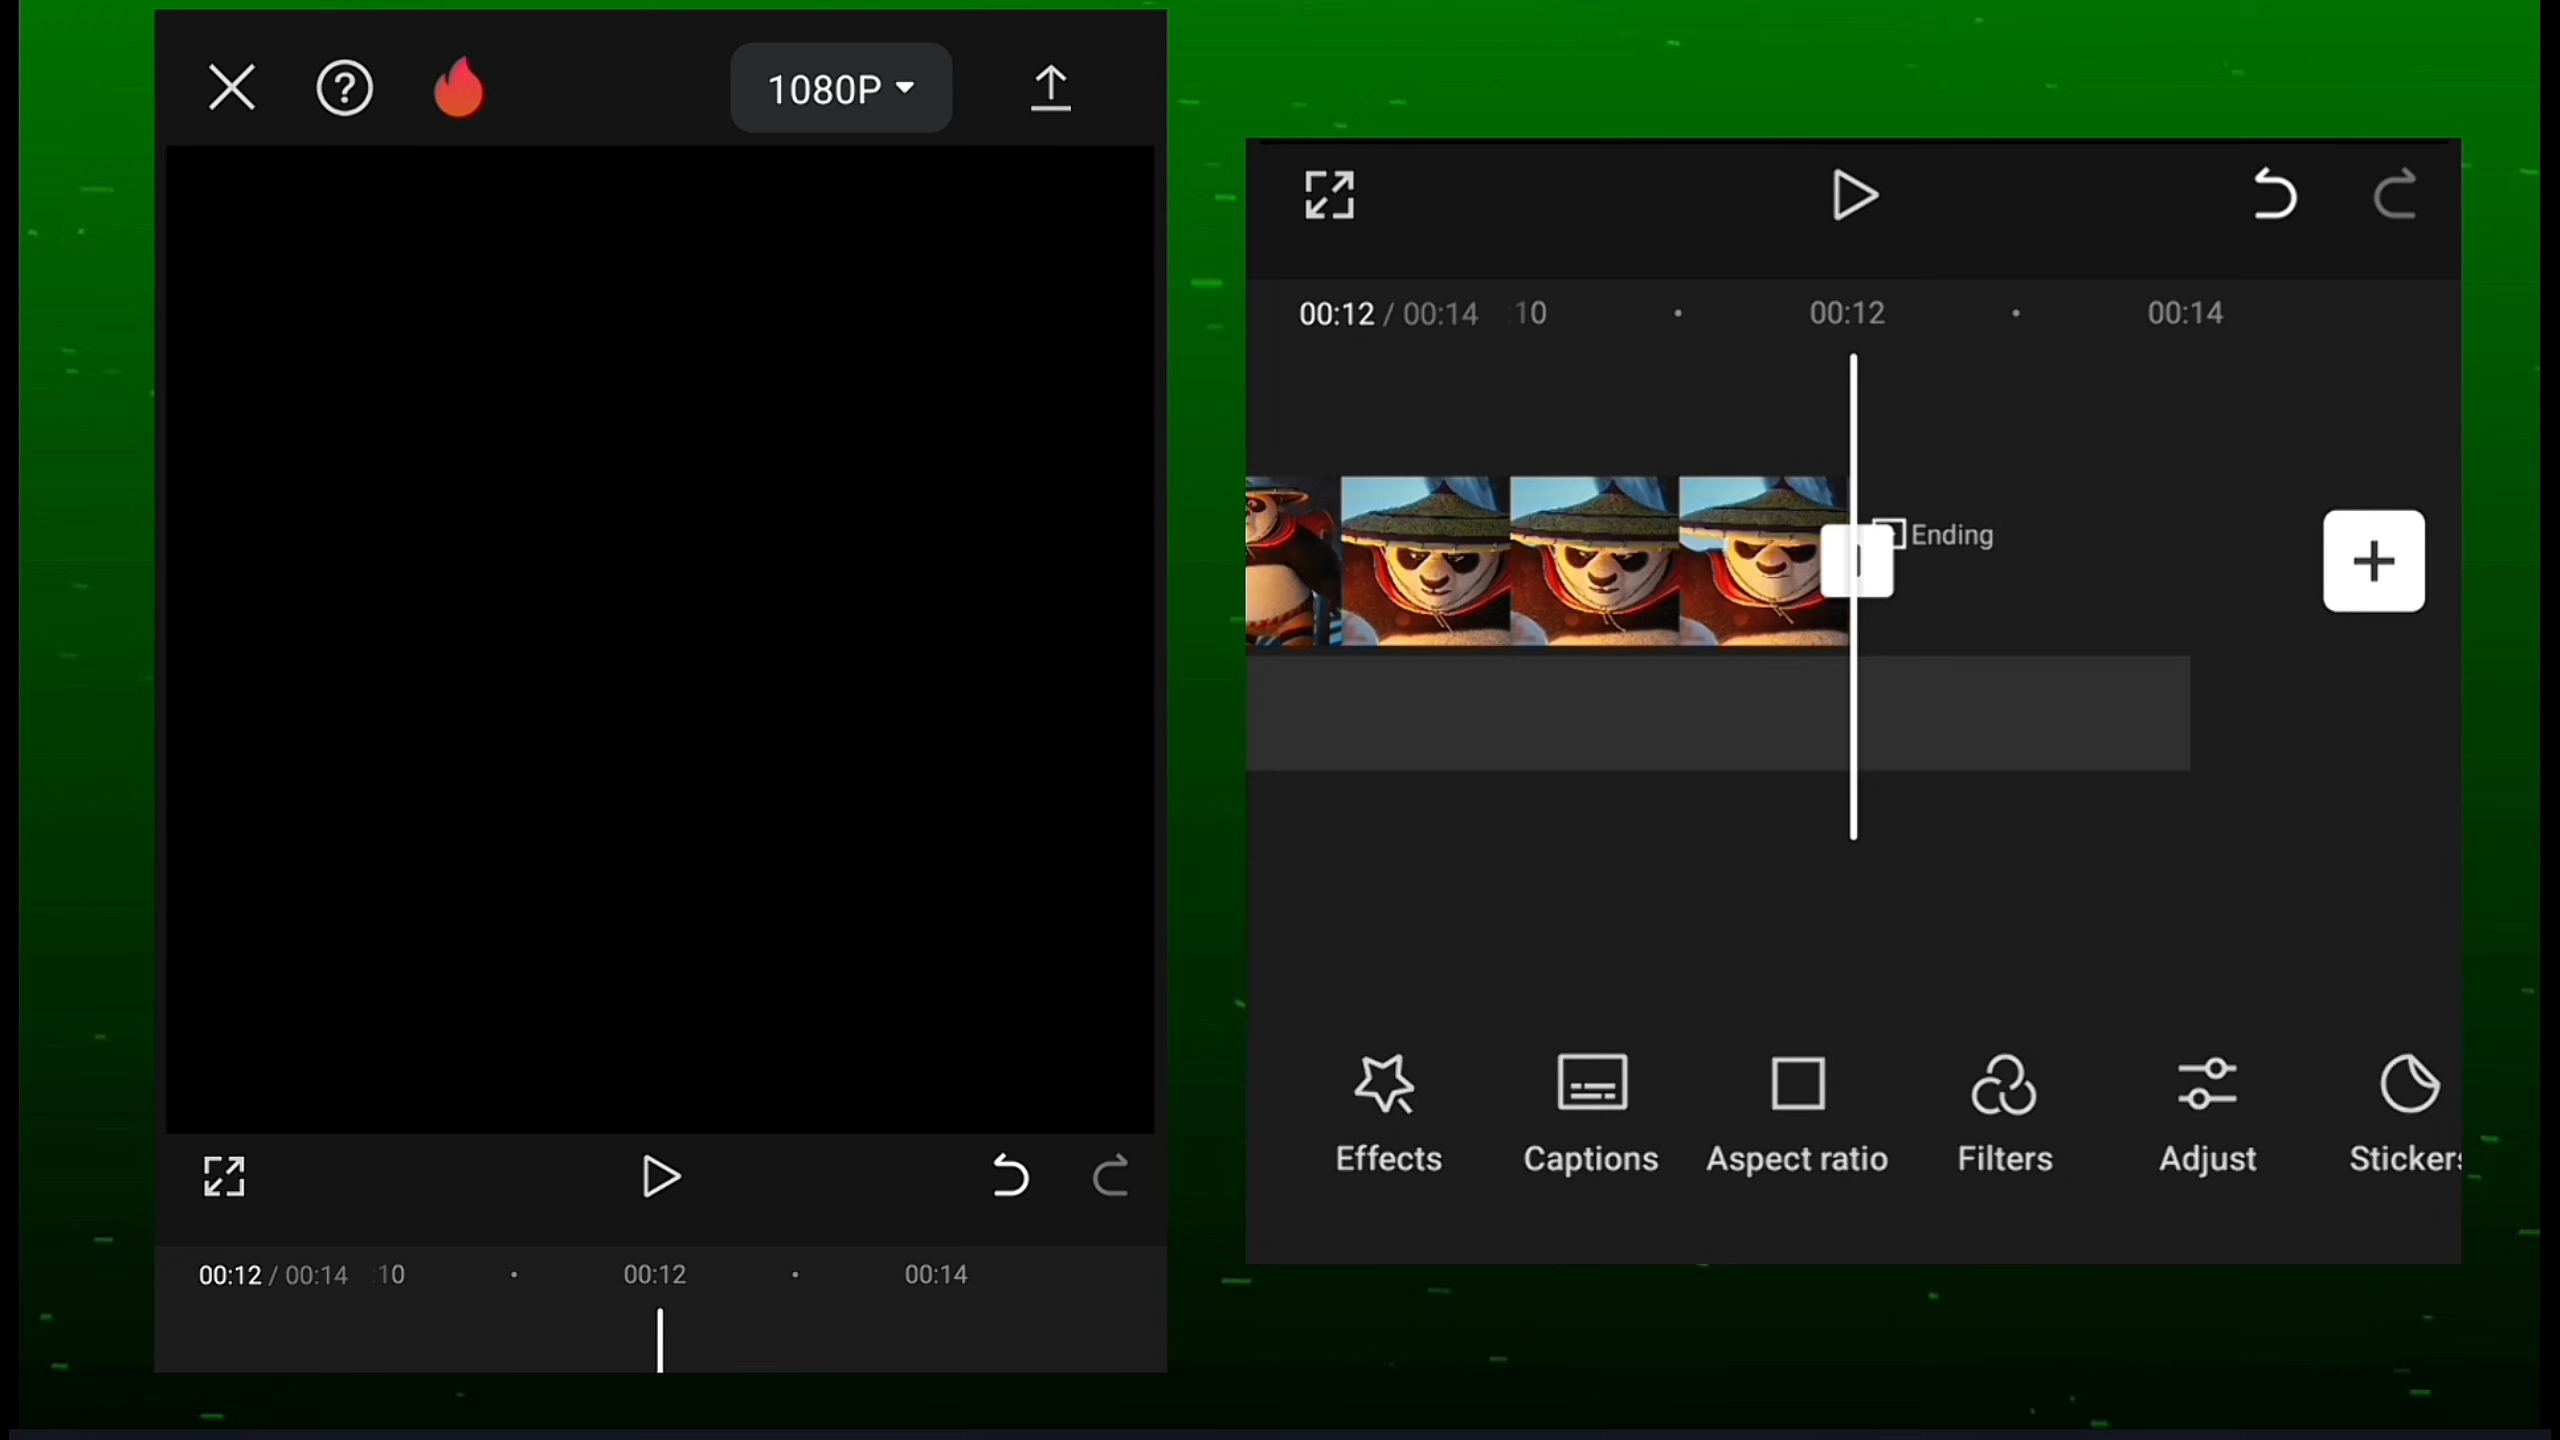 1080P
00:12 / 00:14 :10 00:12 00:14
00:12 / 00:14 :10 00:12 00:14
Ending
Effects Captions Aspect ratio Filters Adjust Stickers